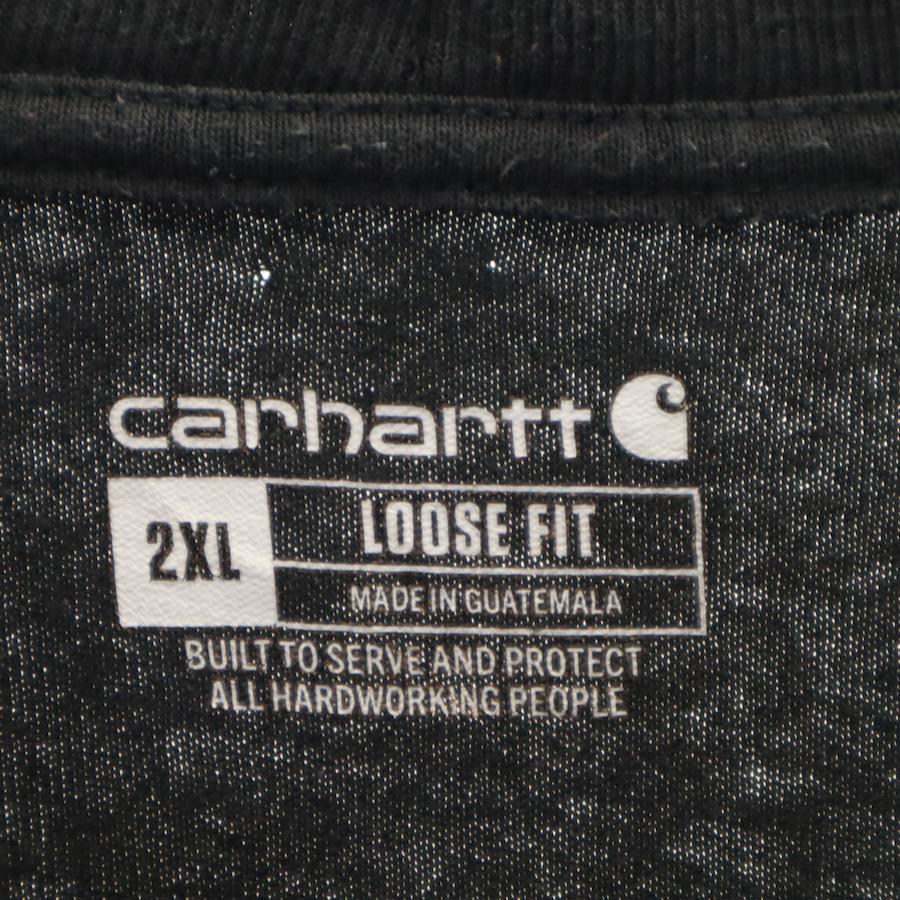 carhartt
2XL
LOOSE FIT
MADE IN GUATEMALA
BUILT TO SERVE AND PROTECT
ALL HARDWORKING PEOPLE